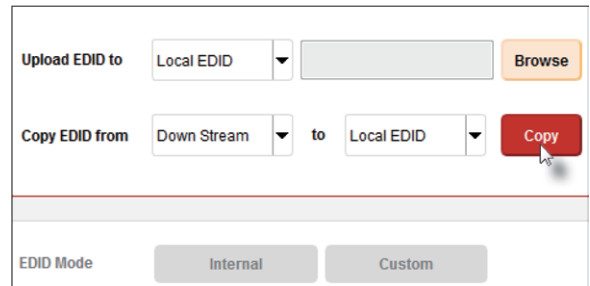 Upload EDID to Local EDID Browse
Copy EDID from Down Stream to Local EDID Copy
EDID Mode Internal Custom